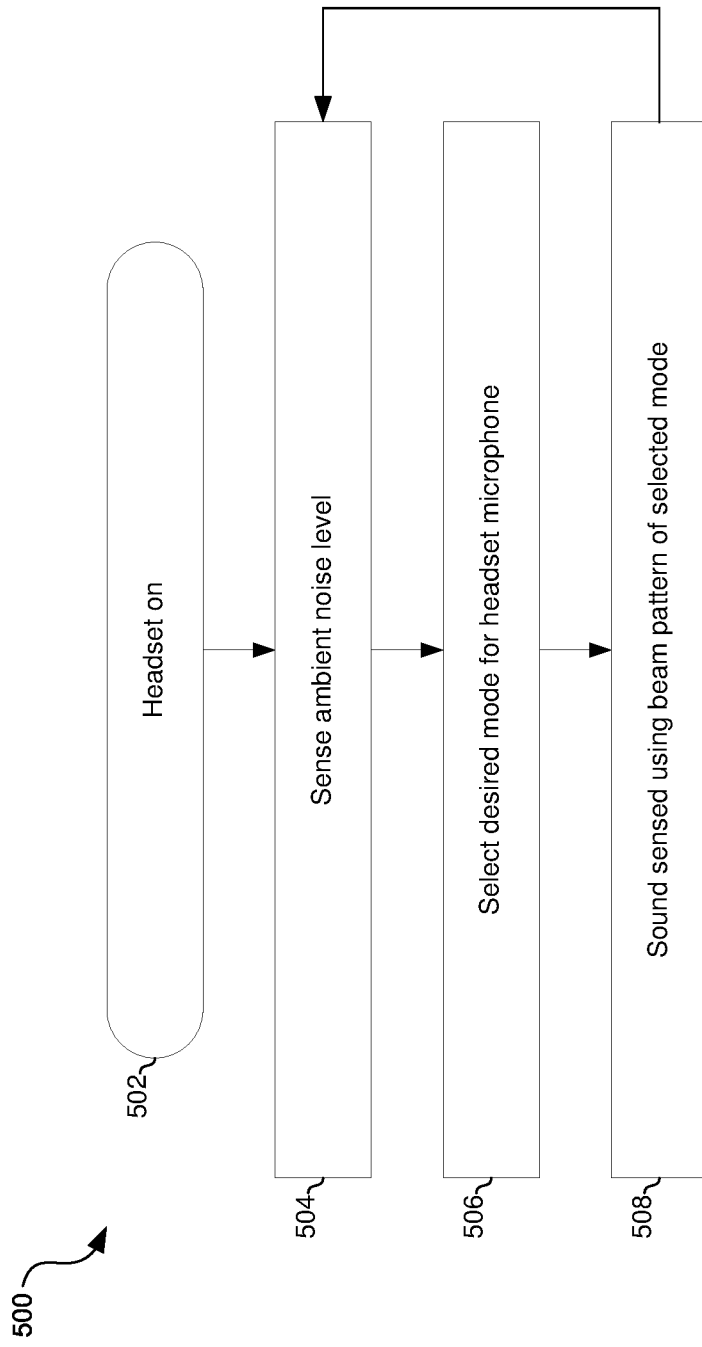 500
502
Headset on
504
Sense ambient noise level
506
Select desired mode for headset microphone
508
Sound sensed using beam pattern of selected mode